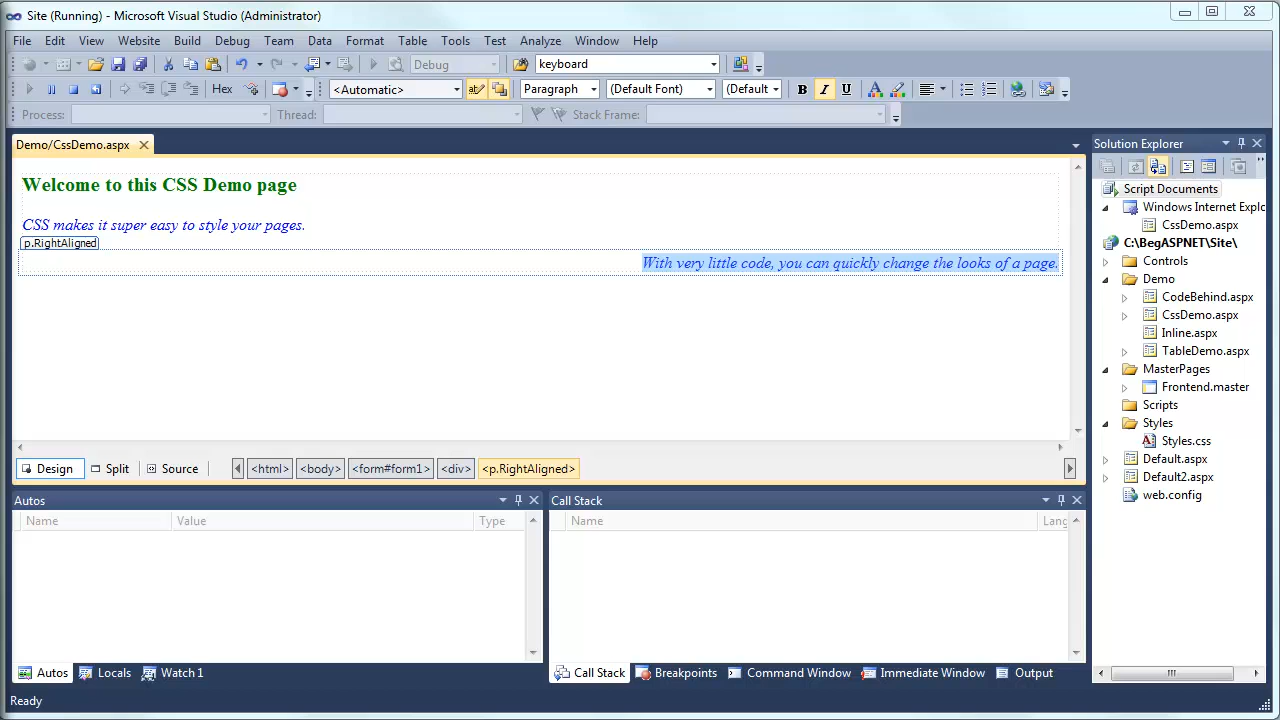 Site (Running) - Microsoft Visual Studio (Administrator)
File Edit View Website Build Debug Team Data Format Table Tools Test Analyze Window Help
Debug keyboard
Hex <Automatic> Paragraph (Default Font) (Default B I U A
Process: Thread: Stack Frame:
Demo/CssDemo.aspx
Welcome to this CSS Demo page
CSS makes it super easy to style your pages.
p.RightAligned
With very little code, you can quickly change the looks of a page.
Design Split Source <html> <body> <form#form1> <div> <p.RightAligned>
Autos
Name Value Type
Autos Locals Watch 1
Call Stack
Name Lang
Call Stack Breakpoints Command Window Immediate Window Output
Solution Explorer
Script Documents
Windows Internet Explo
CssDemo.aspx
C:\BegASPNET\Site\
Controls
Demo
CodeBehind.aspx
CssDemo.aspx
Inline.aspx
TableDemo.aspx
MasterPages
Frontend.master
Scripts
Styles
Styles.css
Default.aspx
Default2.aspx
web.config
Ready